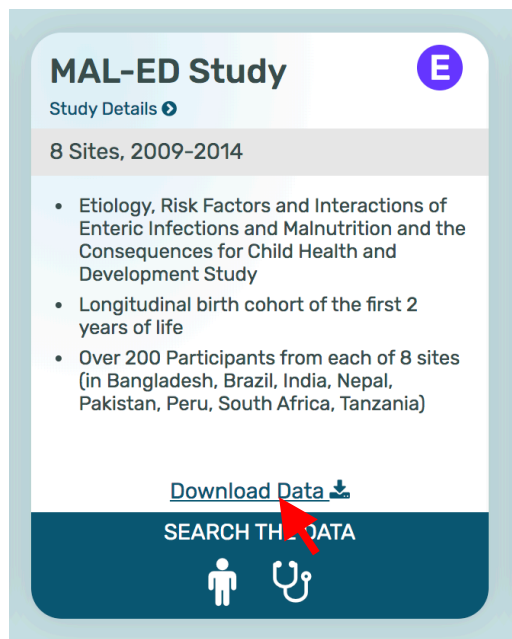 MAL-ED Study
E
Study Details
8 Sites, 2009-2014
• Etiology, Risk Factors and Interactions of
Enteric Infections and Malnutrition and the
Consequences for Child Health and
Development Study
• Longitudinal birth cohort of the first 2
years of life
• Over 200 Participants from each of 8 sites
(in Bangladesh, Brazil, India, Nepal,
Pakistan, Peru, South Africa, Tanzania)
Download Data
SEARCH THE DATA